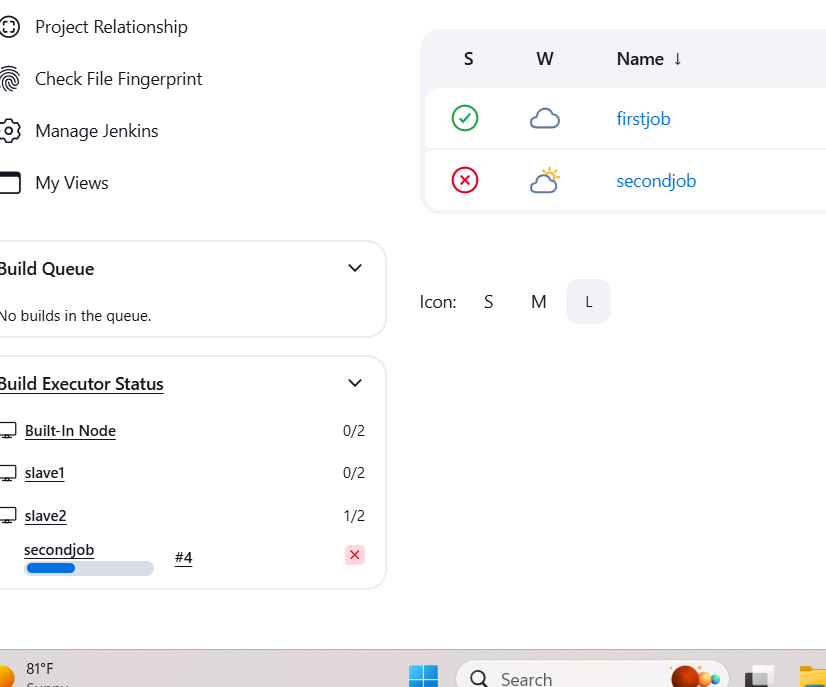 Project Relationship
Check File Fingerprint
Manage Jenkins
My Views
Build Queue
No builds in the queue.
Build Executor Status
Built-In Node 0/2
slave1 0/2
slave2 1/2
secondjob #4
S W Name ↓
firstjob
secondjob
Icon: S M L
81°F
Sunny
Search